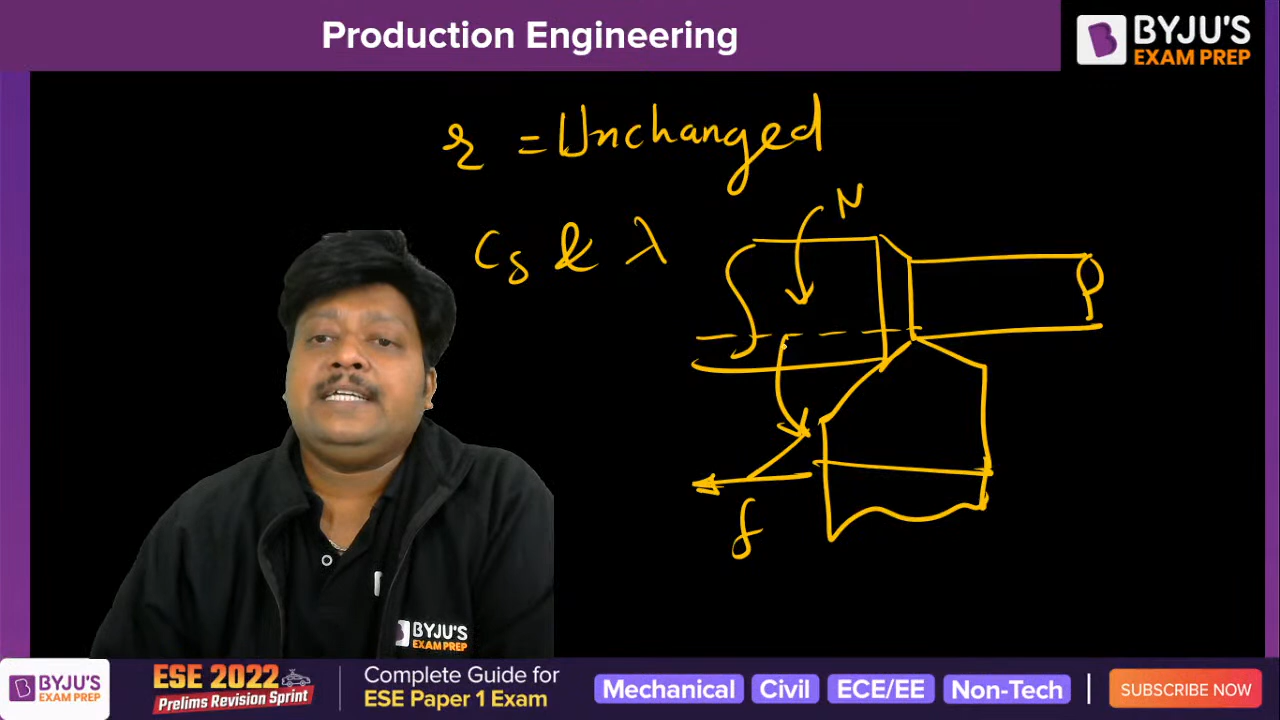 Production Engineering
BYJU'S
EXAM PREP
r = Unchanged
N
Cs & λ
P
f
BYJU'S
EXAM PREP
BYJU'S
EXAM PREP
ESE 2022
Prelims Revision Sprint
Complete Guide for
ESE Paper 1 Exam
Mechanical
Civil
ECE/EE
Non-Tech
SUBSCRIBE NOW